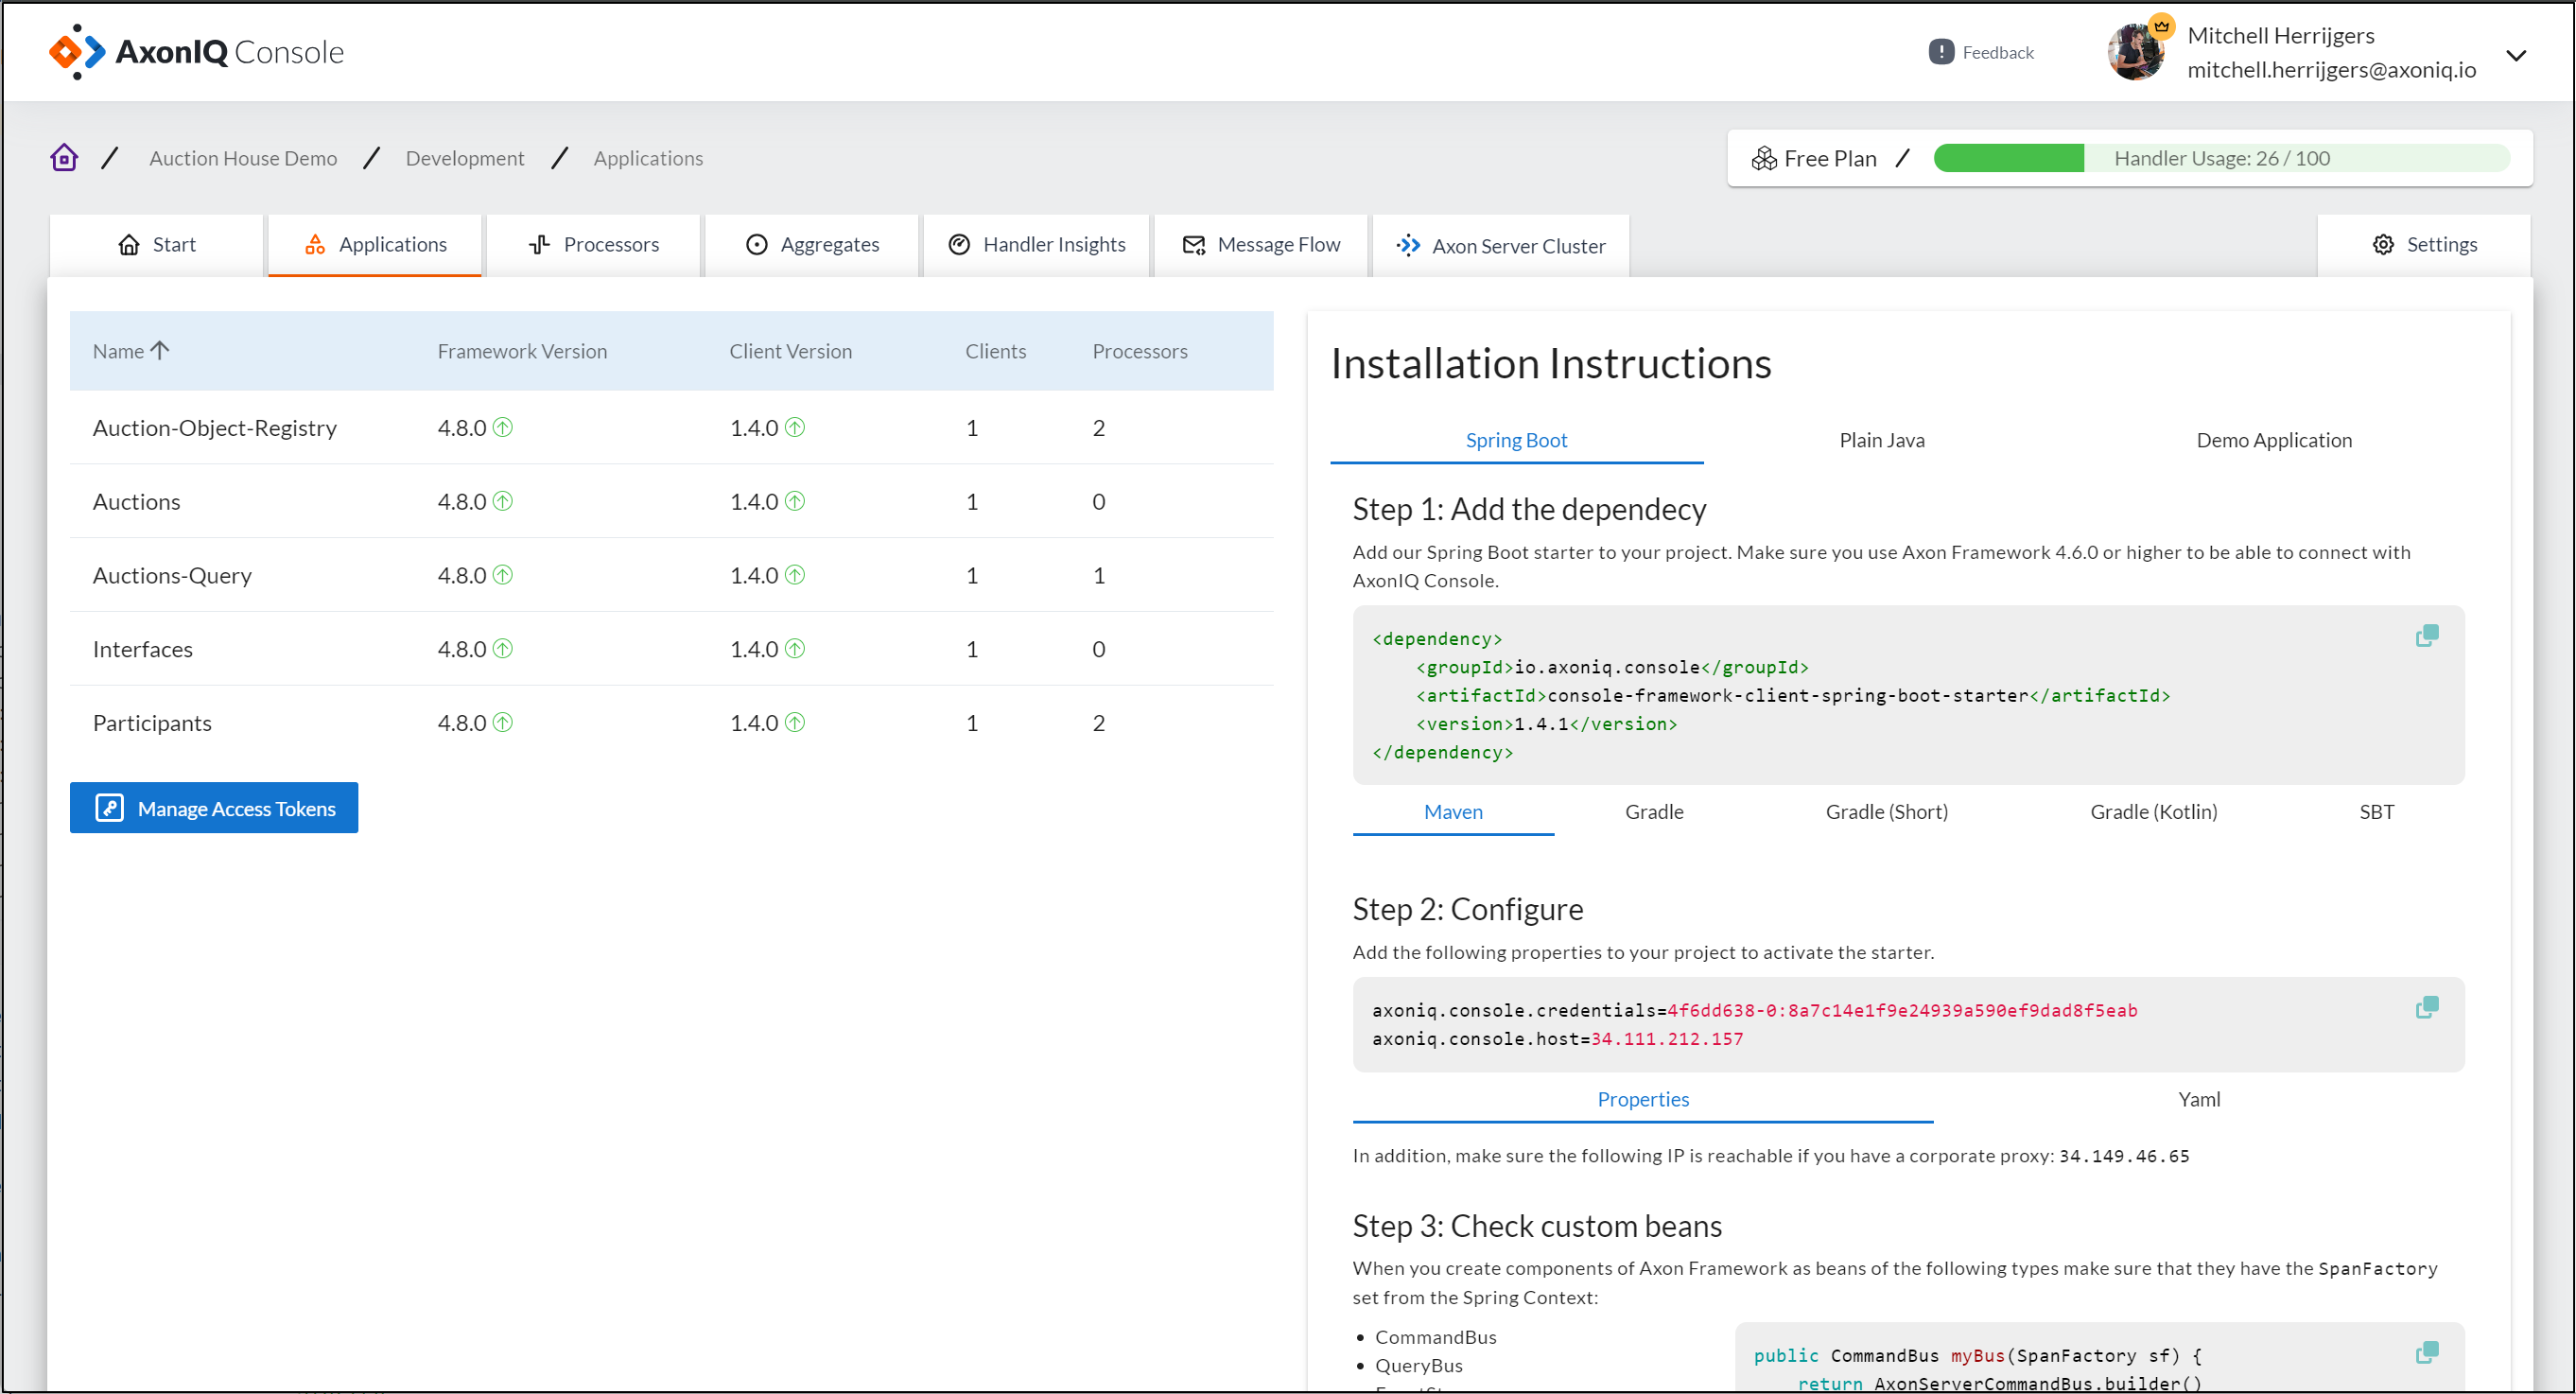 AxonIQ Console
Feedback
Mitchell Herrijgers
mitchell.herrijgers@axoniq.io
/ Auction House Demo / Development / Applications
Free Plan / Handler Usage: 26 / 100
Start
Applications
Processors
Aggregates
Handler Insights
Message Flow
Axon Server Cluster
Settings
Name Framework Version Client Version Clients Processors
Auction-Object-Registry 4.8.0 1.4.0 1 2
Auctions 4.8.0 1.4.0 1 0
Auctions-Query 4.8.0 1.4.0 1 1
Interfaces 4.8.0 1.4.0 1 0
Participants 4.8.0 1.4.0 1 2
Manage Access Tokens
Installation Instructions
Spring Boot Plain Java Demo Application
Step 1: Add the dependecy
Add our Spring Boot starter to your project. Make sure you use Axon Framework 4.6.0 or higher to be able to connect with
AxonIQ Console.
<dependency>
<groupId>io.axoniq.console</groupId>
<artifactId>console-framework-client-spring-boot-starter</artifactId>
<version>1.4.1</version>
</dependency>
Maven Gradle Gradle (Short) Gradle (Kotlin) SBT
Step 2: Configure
Add the following properties to your project to activate the starter.
axoniq.console.credentials=4f6dd638-0:8a7c14e1f9e24939a590ef9dad8f5eab
axoniq.console.host=34.111.212.157
Properties Yaml
In addition, make sure the following IP is reachable if you have a corporate proxy: 34.149.46.65
Step 3: Check custom beans
When you create components of Axon Framework as beans of the following types make sure that they have the SpanFactory
set from the Spring Context:
• CommandBus
• QueryBus
public CommandBus myBus(SpanFactory sf) {
return AxonServerCommandBus.builder()